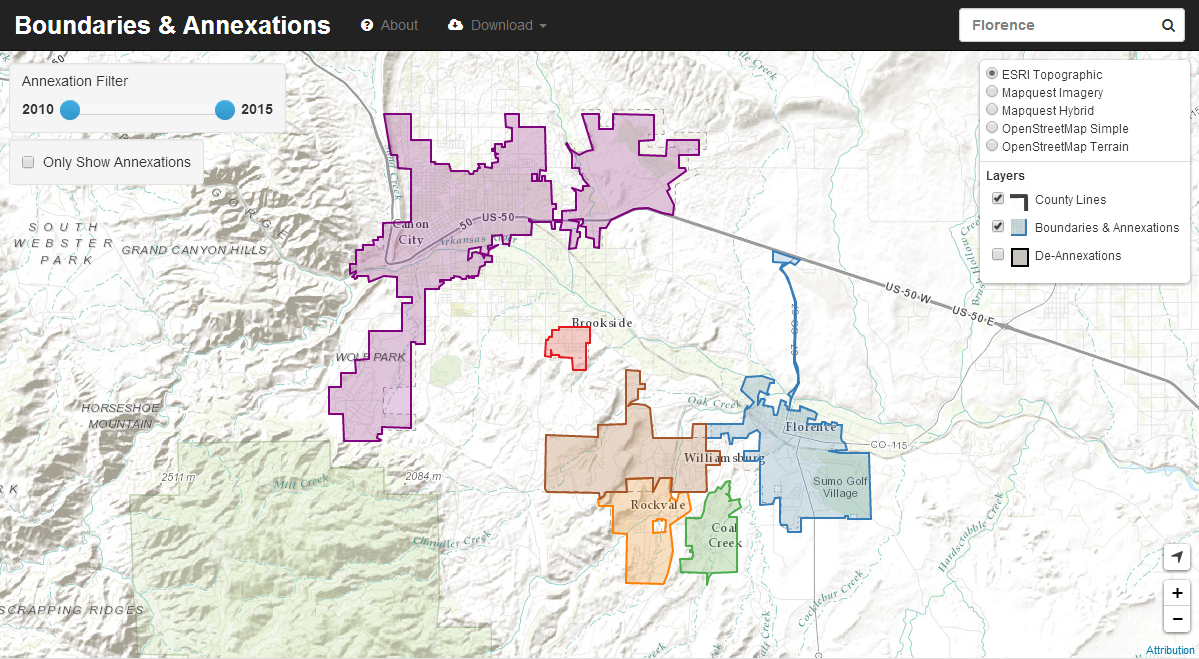 Boundaries & Annexations
About
Download
Florence
Annexation Filter
2010
2015
Only Show Annexations
ESRI Topographic
Mapquest Imagery
Mapquest Hybrid
OpenStreetMap Simple
OpenStreetMap Terrain
Layers
County Lines
Boundaries & Annexations
De-Annexations
50
GORGE
SOUTH
WEBSTER
PARK
GRAND CANYON HILLS
Canon
City
50
US-50
Arkansas River
US-50-W
US-50-E
Brookside
WOLF PARK
HORSESHOE
MOUNTAIN
Oak Creek
Florence
CO-115
Williamsburg
2511 m
2084 m
Mill Creek
Sumo Golf
Village
Rockvale
Coal
Creek
Chandler Creek
Hardscrabble Creek
Cocklebur Creek
SCRAPPING RIDGES
+
−
Attribution